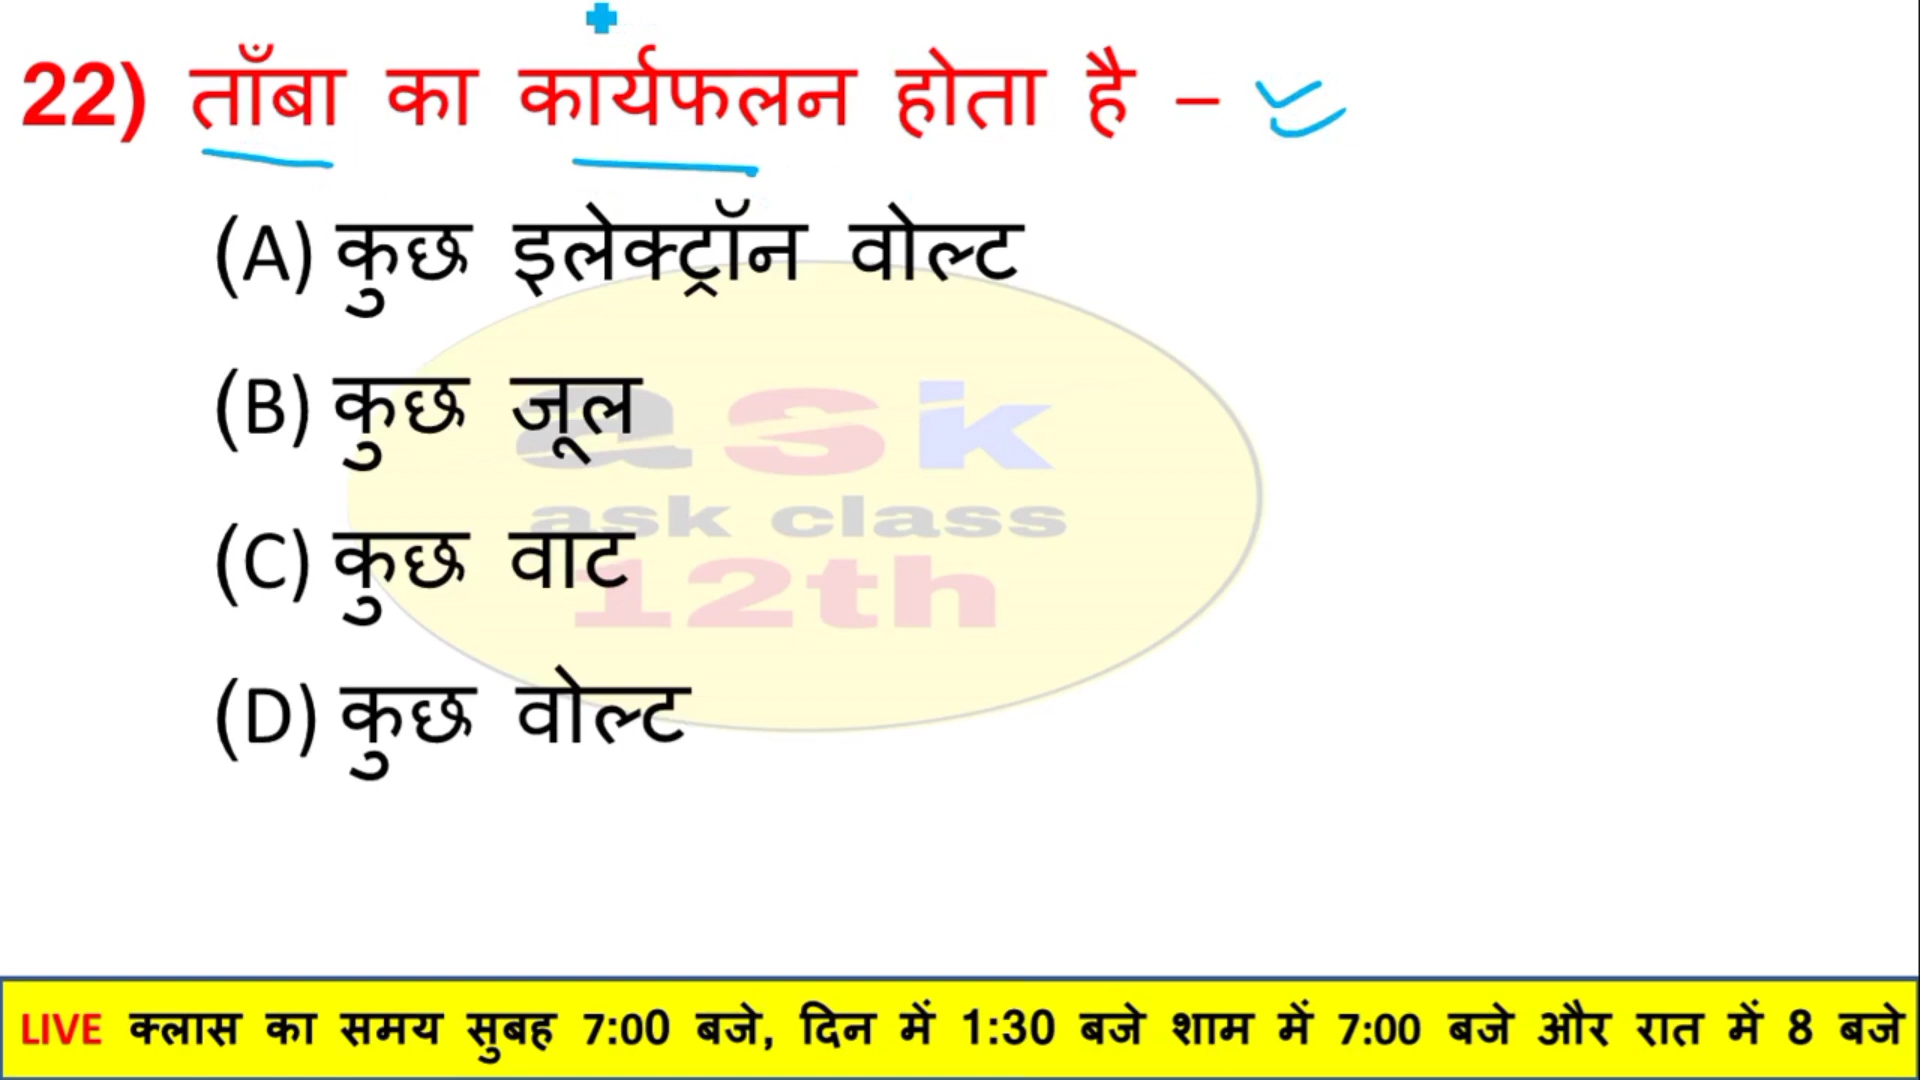 22) ताँबा का कार्यफलन होता है –
(A) कुछ इलेक्ट्रॉन वोल्ट
(B) कुछ जूल
(C) कुछ वाट
(D) कुछ वोल्ट
ask
ask class
12th
LIVE क्लास का समय सुबह 7:00 बजे, दिन में 1:30 बजे शाम में 7:00 बजे और रात में 8 बजे